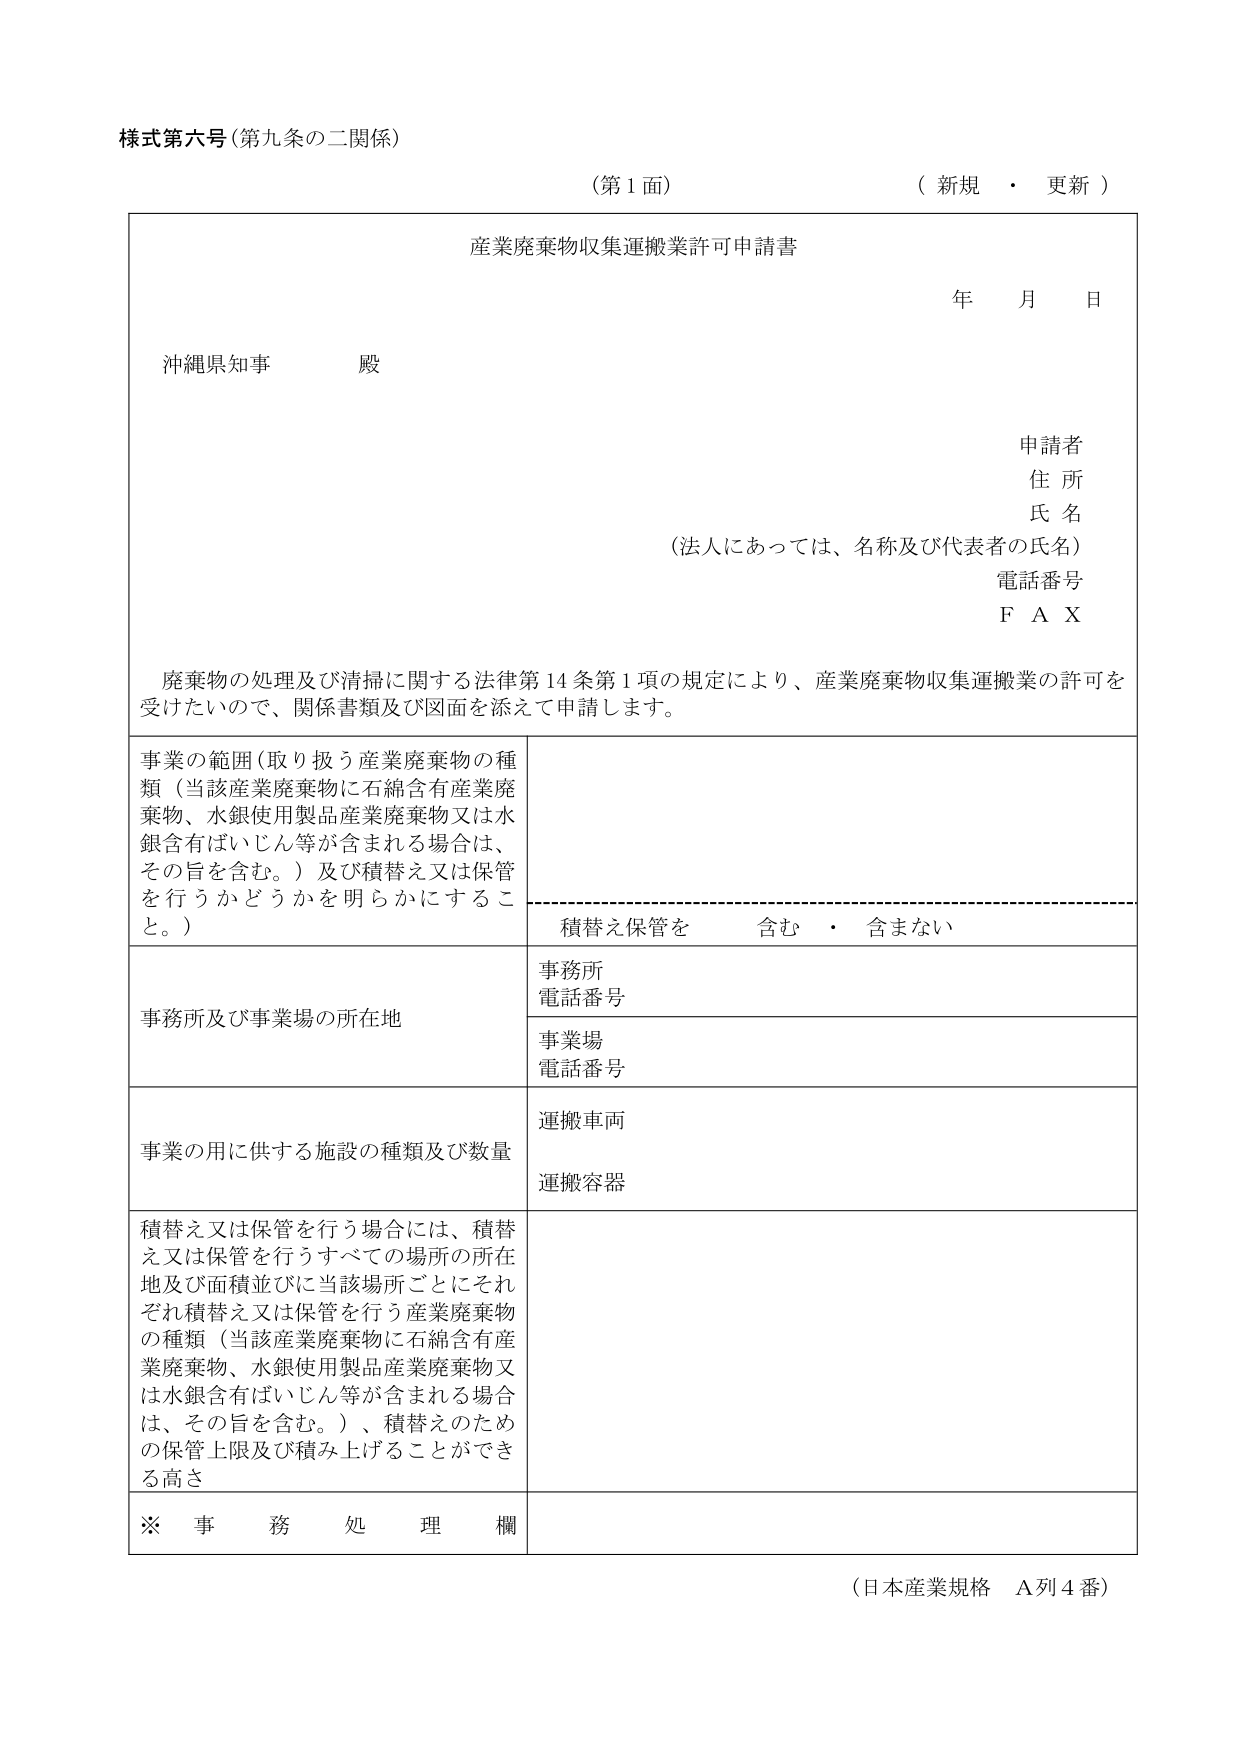 様式第六号（第九条の二関係）
（第１面）　（ 新規　・　更新 ）
産業廃棄物収集運搬業許可申請書
年　月　日
沖縄県知事　　　　殿
申請者
住 所
氏 名
（法人にあっては、名称及び代表者の氏名）
電話番号
Ｆ Ａ Ｘ
廃棄物の処理及び清掃に関する法律第 14 条第１項の規定により、産業廃棄物収集運搬業の許可を
受けたいので、関係書類及び図面を添えて申請します。
事業の範囲（取り扱う産業廃棄物の種
類（当該産業廃棄物に石綿含有産業廃
棄物、水銀使用製品産業廃棄物又は水
銀含有ばいじん等が含まれる場合は、
その旨を含む。）及び積替え又は保管
を行うかどうかを明らかにするこ
と。）
積替え保管を　　　含む　・　含まない
事務所及び事業場の所在地
事務所
電話番号
事業場
電話番号
事業の用に供する施設の種類及び数量
運搬車両
運搬容器
積替え又は保管を行う場合には、積替
え又は保管を行うすべての場所の所在
地及び面積並びに当該場所ごとにそれ
ぞれ積替え又は保管を行う産業廃棄物
の種類（当該産業廃棄物に石綿含有産
業廃棄物、水銀使用製品産業廃棄物又
は水銀含有ばいじん等が含まれる場合
は、その旨を含む。）、積替えのため
の保管上限及び積み上げることができ
る高さ
※　事　務　処　理　欄
（日本産業規格　Ａ列４番）